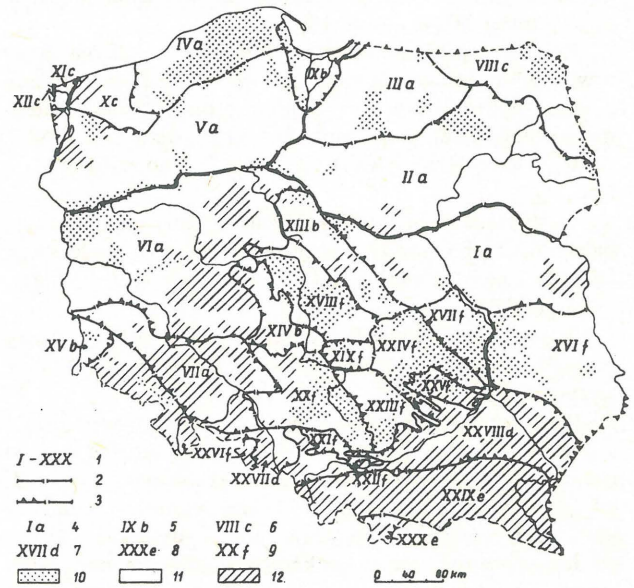 IVa
XIc
XIIc
Xc
IXb
VIIIc
IIIa
Va
IIa
XIIIb
VIa
Ia
XVIIIf
XIVb
XVIIf
XVIf
XVb
XIXf
XXIVf
VIIa
XXf
XXVf
XXIIIf
XXVIIId
XXVIf
XXIf
XXVIId
XXIIf
XXIXe
XXXe
I-XXX 1
2
3
Ia 4 IXb 5 VIIIc 6
XVIId 7 XXXe 8 XXf 9
10 11 12
0 40 80 km